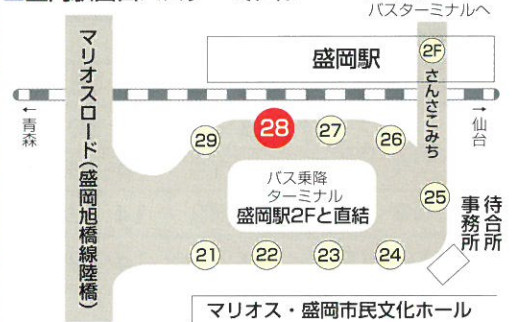 バスターミナルへ
盛岡駅
2F
さんさこみち
マリオスロード(盛岡旭橋線陸橋)
←
青森
→
仙台
29
28
27
26
25
バス乗降
ターミナル
盛岡駅2Fと直結
待合所
事務所
21
22
23
24
マリオス・盛岡市民文化ホール